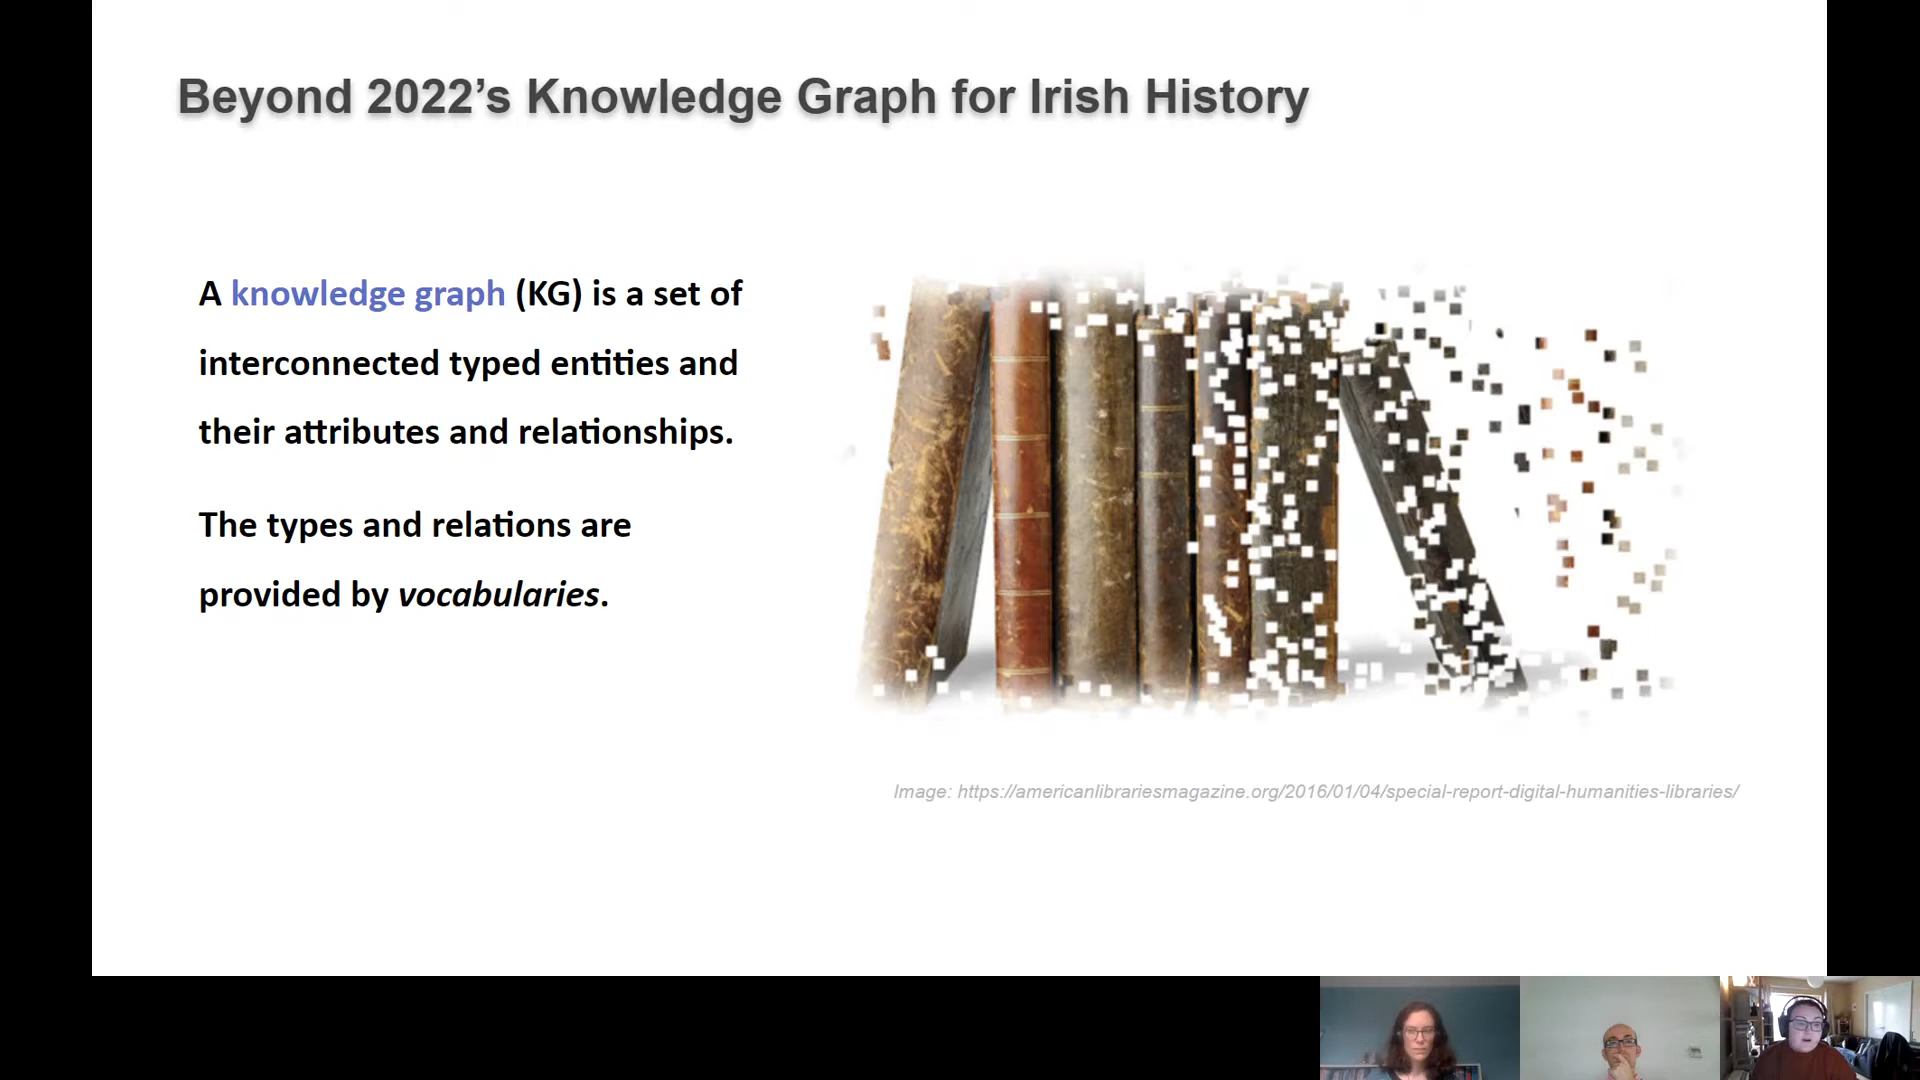 Beyond 2022’s Knowledge Graph for Irish History
A knowledge graph (KG) is a set of
interconnected typed entities and
their attributes and relationships.
The types and relations are
provided by vocabularies.
Image: https://americanlibrariesmagazine.org/2016/01/04/special-report-digital-humanities-libraries/